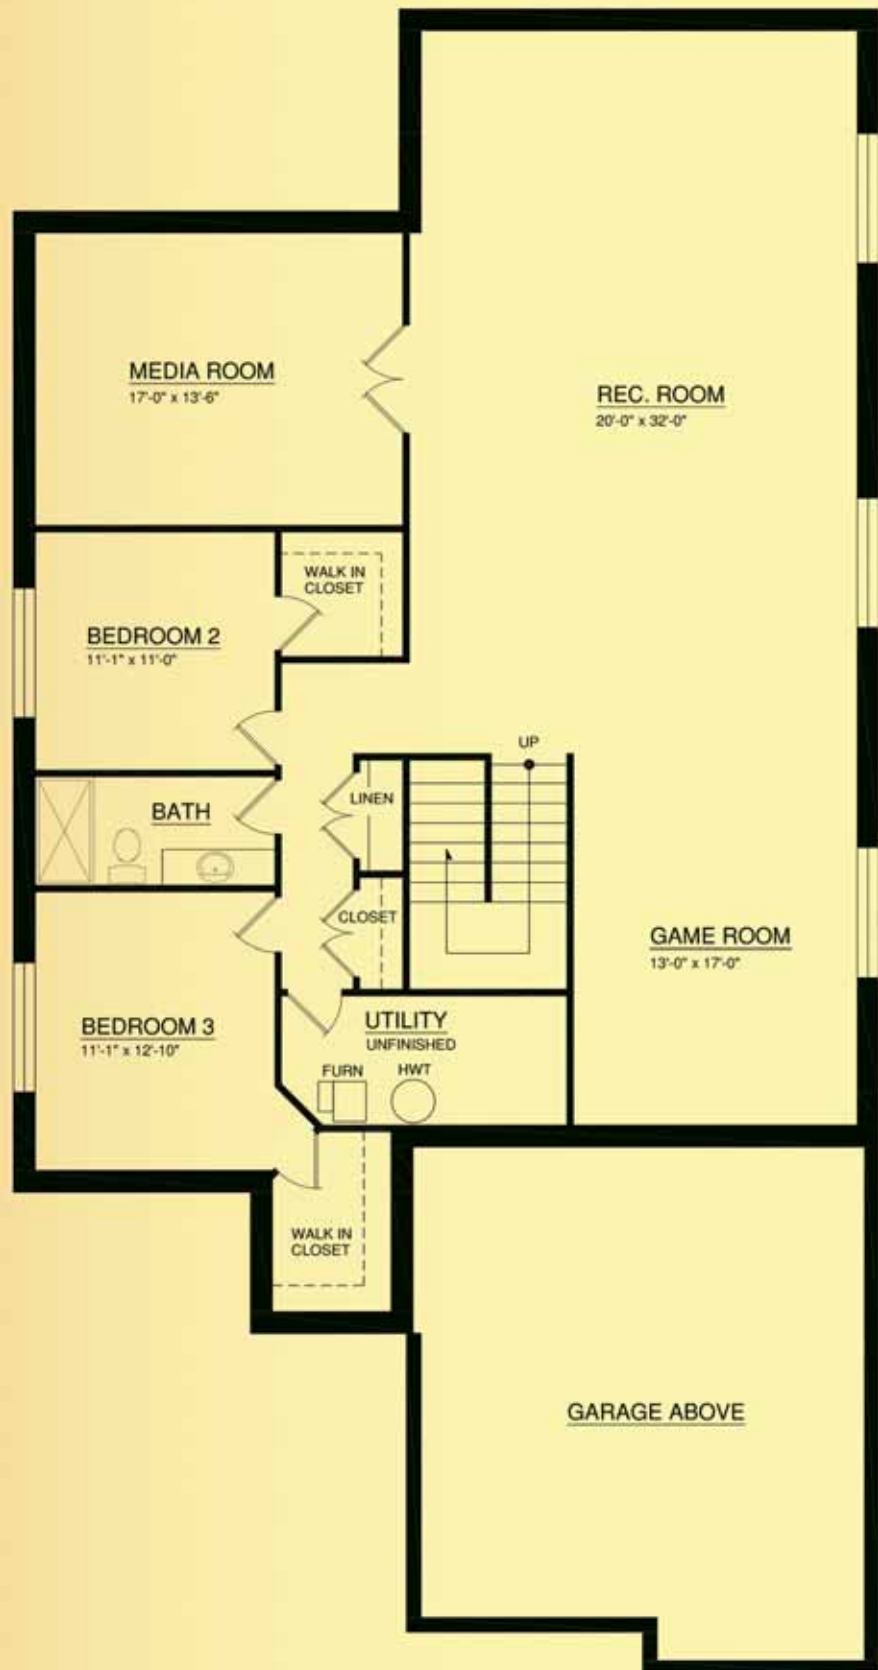 MEDIA ROOM
17'-0" x 13'-6"
REC. ROOM
20'-0" x 32'-0"
WALK IN
CLOSET
BEDROOM 2
11'-1" x 11'-0"
UP
BATH
LINEN
CLOSET
GAME ROOM
13'-0" x 17'-0"
BEDROOM 3
11'-1" x 12'-10"
UTILITY
UNFINISHED
FURN
HWT
WALK IN
CLOSET
GARAGE ABOVE